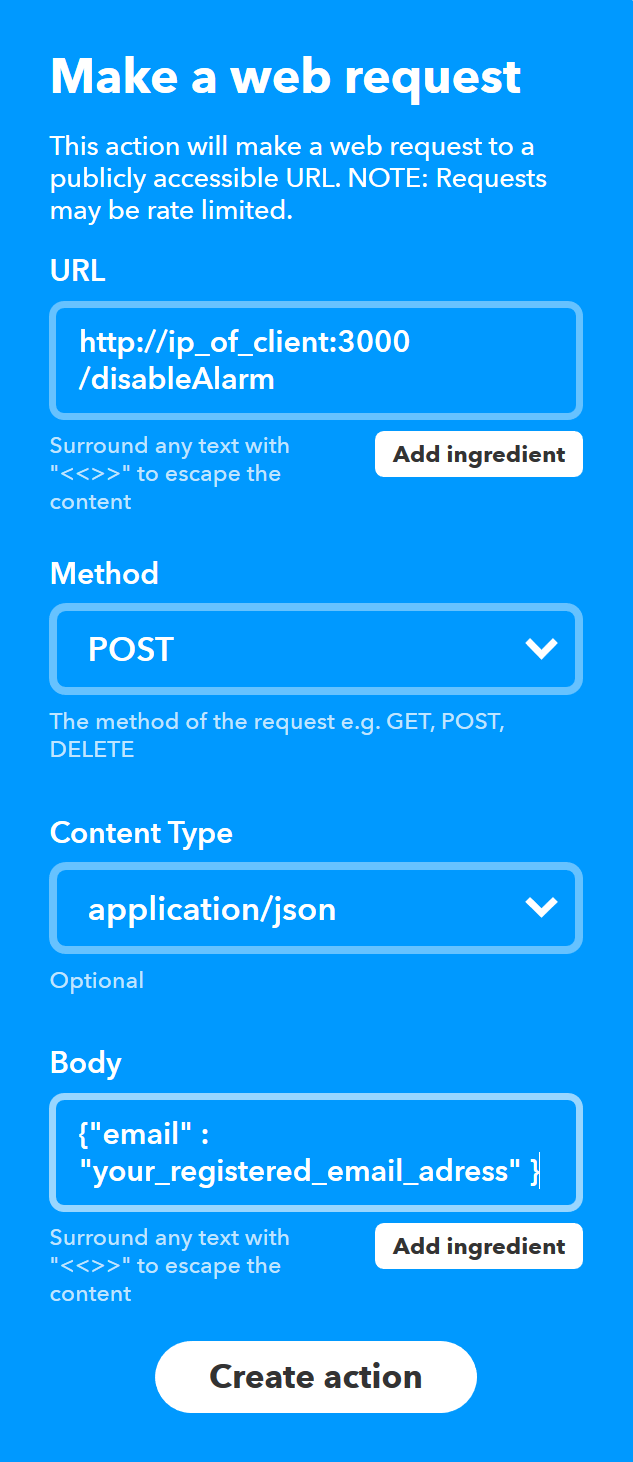 Make a web request
This action will make a web request to a
publicly accessible URL. NOTE: Requests
may be rate limited.
URL
http://ip_of_client:3000
/disableAlarm
Surround any text with
"<<>>" to escape the
content
Add ingredient
Method
POST
The method of the request e.g. GET, POST,
DELETE
Content Type
application/json
Optional
Body
{"email" :
"your_registered_email_adress" }
Surround any text with
"<<>>" to escape the
content
Add ingredient
Create action